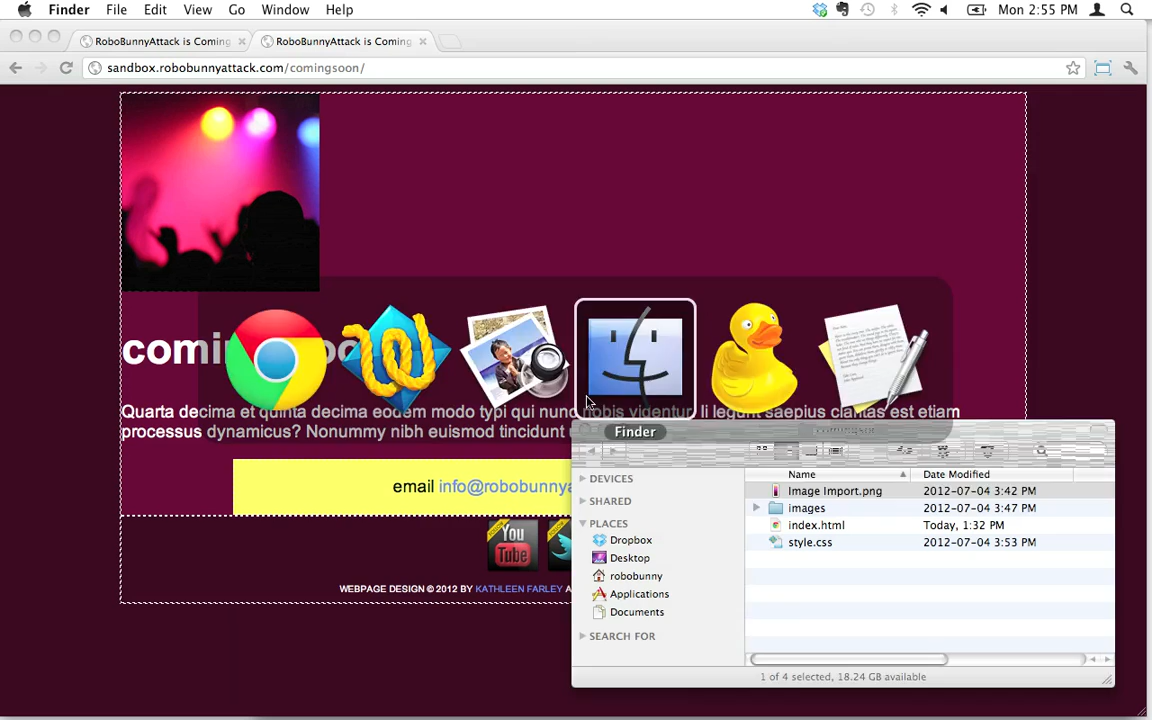 Finder File Edit View Go Window Help Mon 2:55 PM
RoboBunnyAttack is Coming RoboBunnyAttack is Coming
sandbox.robobunnyattack.com/comingsoon/
Quarta decima et quinta decima eodem modo typi qui nunc nobis videntur. li legunt saepius claritas est etiam
processus dynamicus? Nonummy nibh euismod tincidunt
email info@robobunnya
You
Tube
WEBPAGE DESIGN © 2012 BY KATHLEEN FARLEY A
Finder
DEVICES
SHARED
PLACES
Dropbox
Desktop
robobunny
Applications
Documents
SEARCH FOR
Name Date Modified
Image Import.png 2012-07-04 3:42 PM
images 2012-07-04 3:47 PM
index.html Today, 1:32 PM
style.css 2012-07-04 3:53 PM
1 of 4 selected, 18.24 GB available